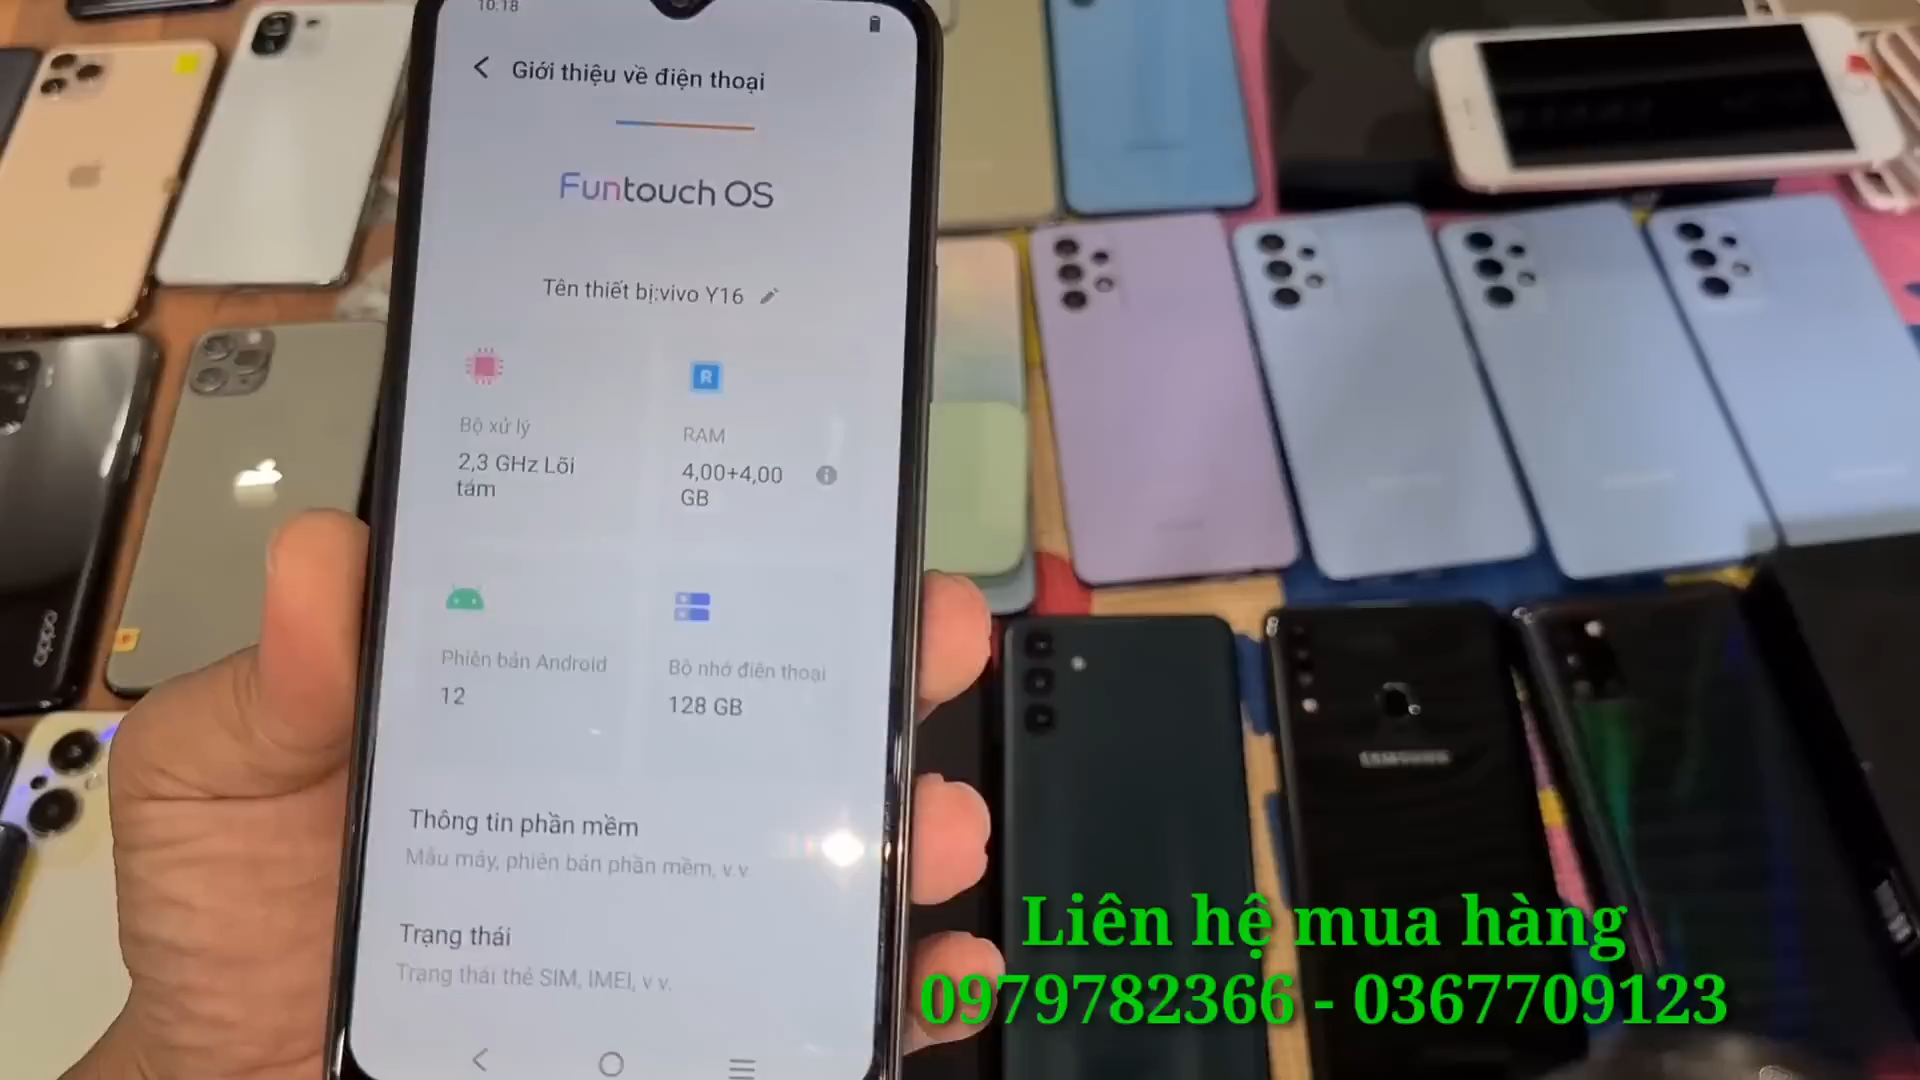 10:18
Giới thiệu về điện thoại
Funtouch OS
Tên thiết bị:vivo Y16
Bộ xử lý
2,3 GHz Lõi
tám
R
RAM
4,00+4,00
GB
Phiên bản Android
12
Bộ nhớ điện thoại
128 GB
Thông tin phần mềm
Mẫu máy, phiên bản phần mềm, v v
Trạng thái
Trạng thái thẻ SIM, IMEI, v v.
oppo
SAMSUNG
Liên hệ mua hàng
0979782366 - 0367709123